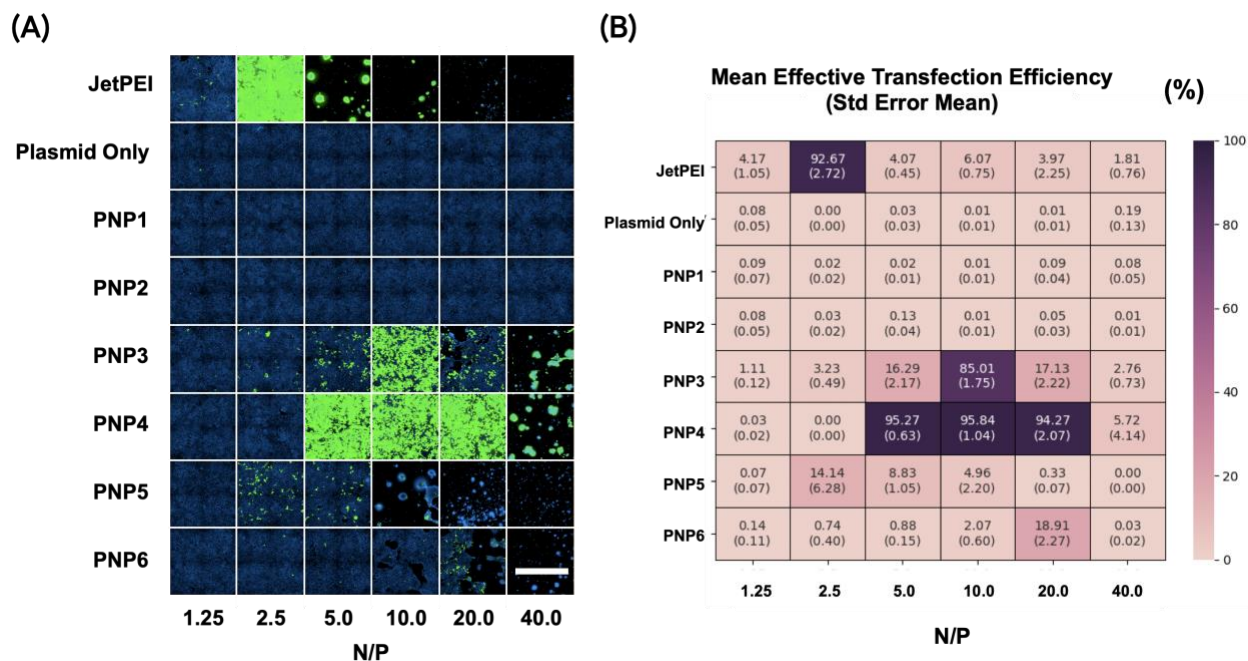 (A)
JetPEI
Plasmid Only
PNP1
PNP2
PNP3
PNP4
PNP5
PNP6
1.25 2.5 5.0 10.0 20.0 40.0
N/P
(B)
Mean Effective Transfection Efficiency
(Std Error Mean)
(%)
JetPEI 4.17 92.67 4.07 6.07 3.97 1.81
(1.05) (2.72) (0.45) (0.75) (2.25) (0.76)
Plasmid Only 0.08 0.00 0.03 0.01 0.01 0.19
(0.05) (0.00) (0.03) (0.01) (0.01) (0.13)
PNP1 0.09 0.02 0.02 0.01 0.09 0.08
(0.07) (0.02) (0.01) (0.01) (0.04) (0.05)
PNP2 0.08 0.03 0.13 0.01 0.05 0.01
(0.05) (0.02) (0.04) (0.01) (0.03) (0.01)
PNP3 1.11 3.23 16.29 85.01 17.13 2.76
(0.12) (0.49) (2.17) (1.75) (2.22) (0.73)
PNP4 0.03 0.00 95.27 95.84 94.27 5.72
(0.02) (0.00) (0.63) (1.04) (2.07) (4.14)
PNP5 0.07 14.14 8.83 4.96 0.33 0.00
(0.07) (6.28) (1.05) (2.20) (0.07) (0.00)
PNP6 0.14 0.74 0.88 2.07 18.91 0.03
(0.11) (0.40) (0.15) (0.60) (2.27) (0.02)
1.25 2.5 5.0 10.0 20.0 40.0
N/P
100
80
60
40
20
0